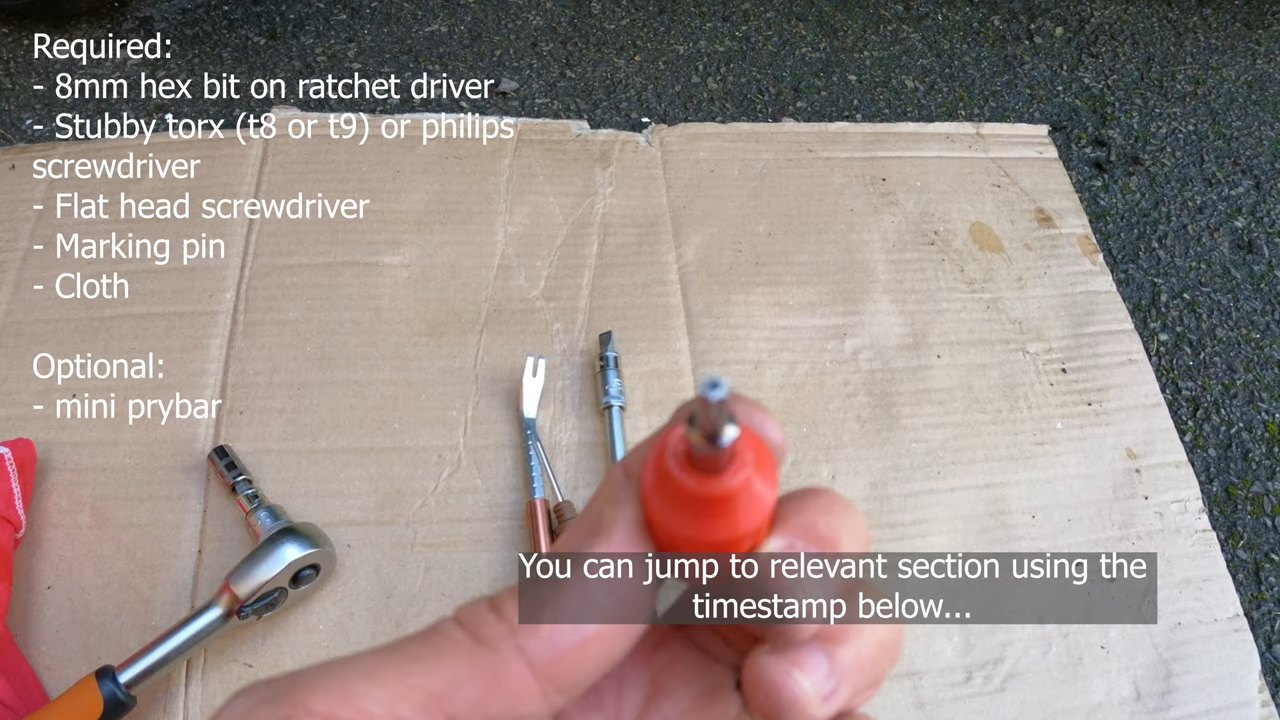 Required:
- 8mm hex bit on ratchet driver
- Stubby torx (t8 or t9) or philips
screwdriver
- Flat head screwdriver
- Marking pin
- Cloth
Optional:
- mini prybar
You can jump to relevant section using the
timestamp below...